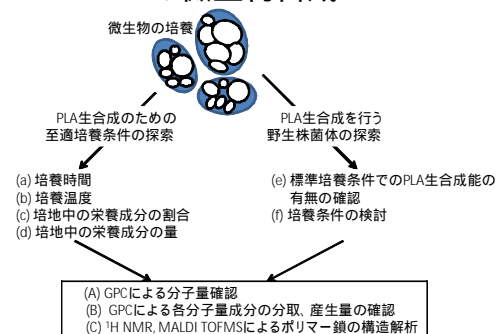 微生物の培養
PLA生合成のための
至適培養条件の探索
PLA生合成を行う
野生株菌体の探索
(a) 培養時間
(b) 培養温度
(c) 培地中の栄養成分の割合
(d) 培地中の栄養成分の量
(e) 標準培養条件でのPLA生合成能の
有無の確認
(f) 培養条件の検討
(A) GPCによる分子量確認
(B) GPCによる各分子量成分の分取、産生量の確認
(C) ¹H NMR, MALDI TOFMSによるポリマー鎖の構造解析